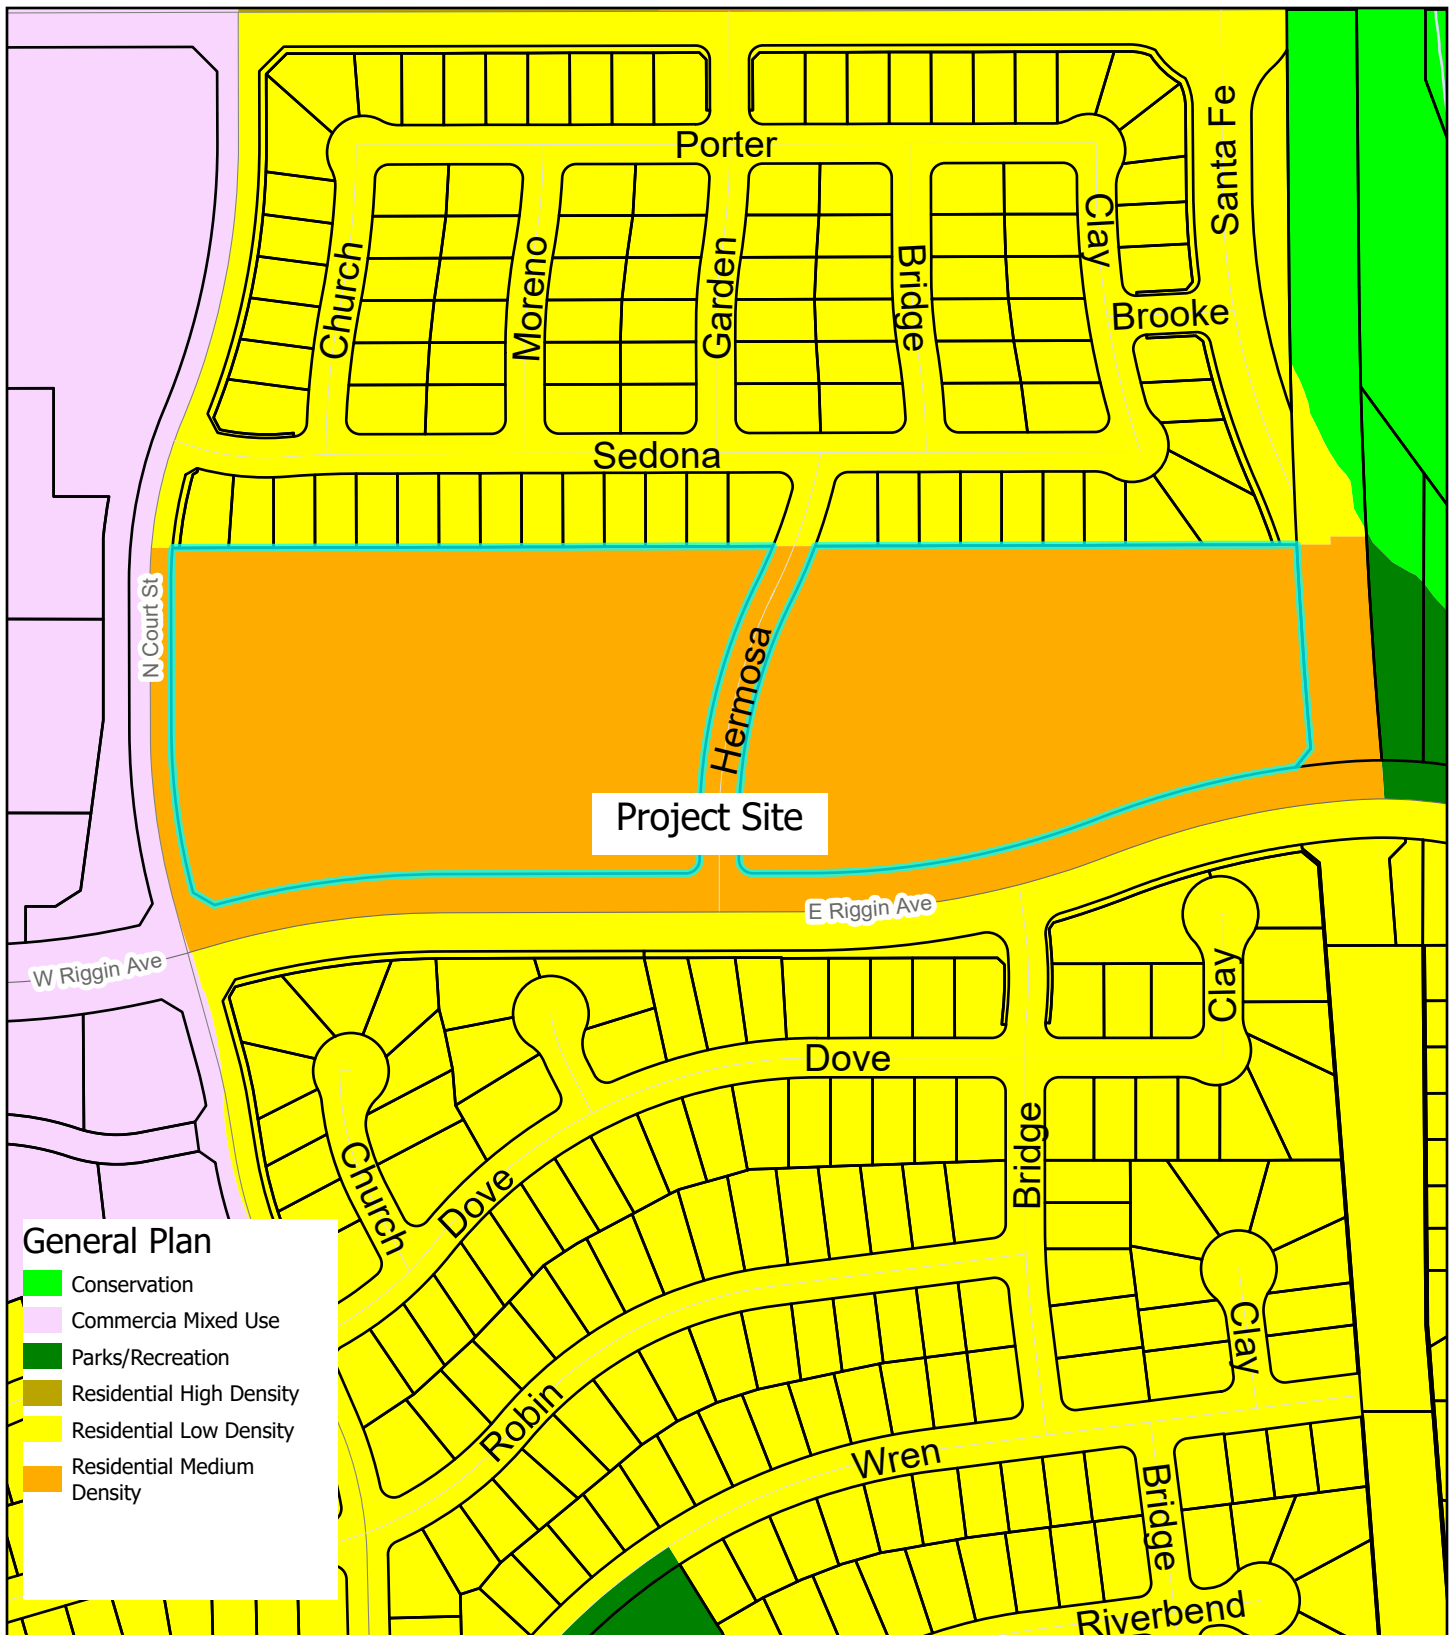 Porter
Santa Fe
Church
Moreno
Garden
Bridge
Clay
Brooke
Sedona
N Court St
Hermosa
Project Site
E Riggin Ave
W Riggin Ave
Clay
Dove
Bridge
Church
Dove
General Plan
Conservation
Commercia Mixed Use
Parks/Recreation
Residential High Density
Residential Low Density
Residential Medium
Density
Clay
Robin
Wren
Bridge
Riverbend